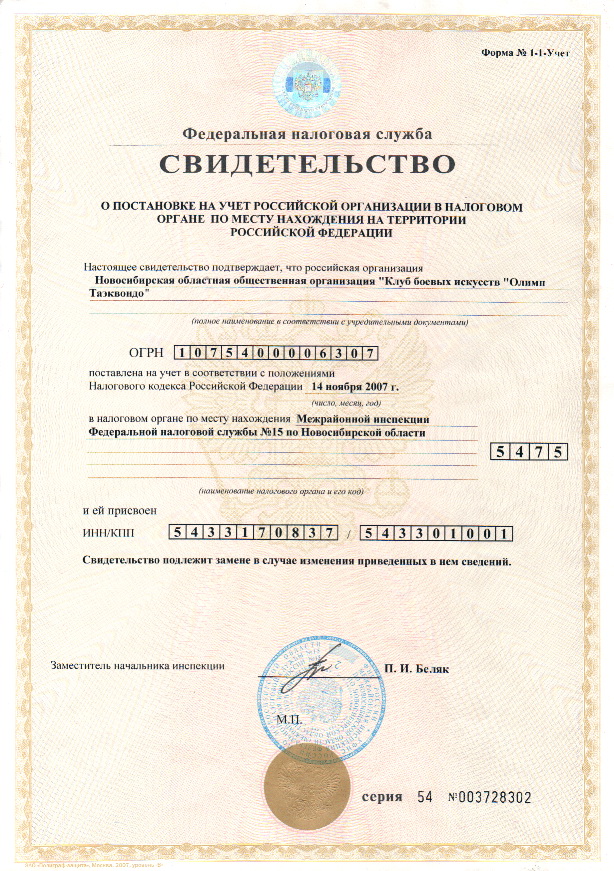 Форма № 1-1-Учет
Федеральная налоговая служба
СВИДЕТЕЛЬСТВО
О ПОСТАНОВКЕ НА УЧЕТ РОССИЙСКОЙ ОРГАНИЗАЦИИ В НАЛОГОВОМ
ОРГАНЕ ПО МЕСТУ НАХОЖДЕНИЯ НА ТЕРРИТОРИИ
РОССИЙСКОЙ ФЕДЕРАЦИИ
Настоящее свидетельство подтверждает, что российская организация
Новосибирская областная общественная организация "Клуб боевых искусств "Олимп
Таэквондо"
(полное наименование в соответствии с учредительными документами)
ОГРН 1075400006307
поставлена на учет в соответствии с положениями
Налогового кодекса Российской Федерации 14 ноября 2007 г.
(число, месяц, год)
в налоговом органе по месту нахождения Межрайонной инспекции
Федеральной налоговой службы №15 по Новосибирской области
5475
(наименование налогового органа и его код)
и ей присвоен
ИНН/КПП 5433170837 / 543301001
Свидетельство подлежит замене в случае изменения приведенных в нем сведений.
Заместитель начальника инспекции П. И. Беляк
М.П.
серия 54 №003728302